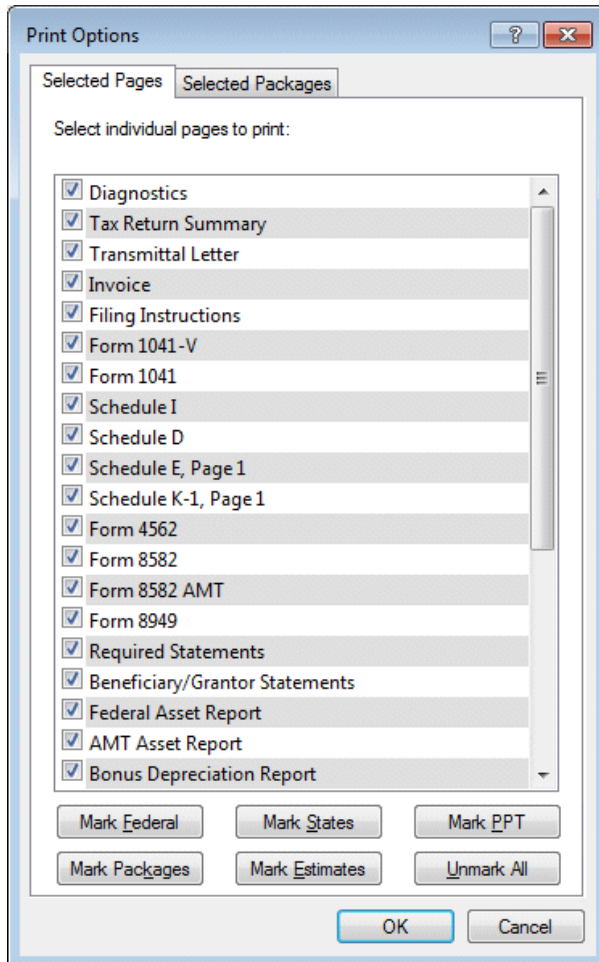 Print Options
Selected Pages
Selected Packages
Select individual pages to print:
Diagnostics
Tax Return Summary
Transmittal Letter
Invoice
Filing Instructions
Form 1041-V
Form 1041
Schedule I
Schedule D
Schedule E, Page 1
Schedule K-1, Page 1
Form 4562
Form 8582
Form 8582 AMT
Form 8949
Required Statements
Beneficiary/Grantor Statements
Federal Asset Report
AMT Asset Report
Bonus Depreciation Report
Mark Federal
Mark States
Mark PPT
Mark Packages
Mark Estimates
Unmark All
OK
Cancel